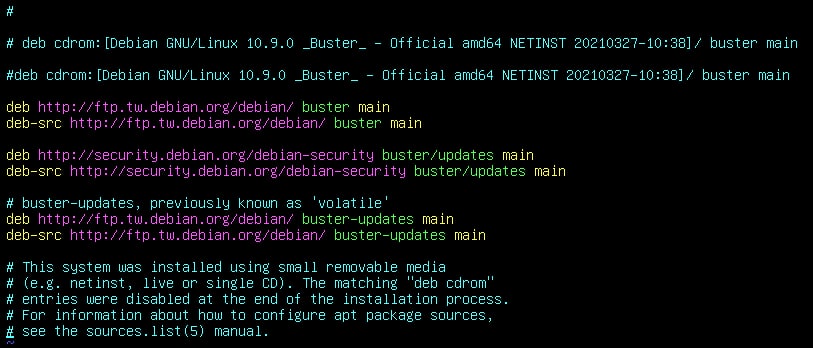 #
# deb cdrom:[Debian GNU/Linux 10.9.0 _Buster_ - Official amd64 NETINST 20210327-10:38]/ buster main
#deb cdrom:[Debian GNU/Linux 10.9.0 _Buster_ - Official amd64 NETINST 20210327-10:38]/ buster main
deb http://ftp.tw.debian.org/debian/ buster main
deb-src http://ftp.tw.debian.org/debian/ buster main
deb http://security.debian.org/debian-security buster/updates main
deb-src http://security.debian.org/debian-security buster/updates main
# buster-updates, previously known as 'volatile'
deb http://ftp.tw.debian.org/debian/ buster-updates main
deb-src http://ftp.tw.debian.org/debian/ buster-updates main
# This system was installed using small removable media
# (e.g. netinst, live or single CD). The matching "deb cdrom"
# entries were disabled at the end of the installation process.
# For information about how to configure apt package sources,
# see the sources.list(5) manual.
~